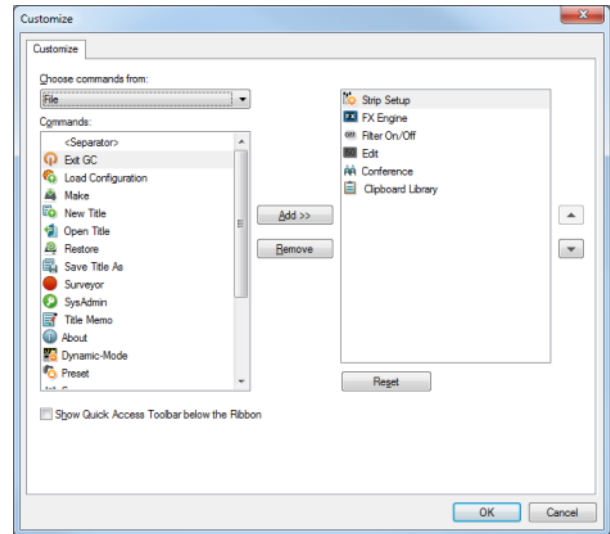 Customize
Customize
Choose commands from:
File
Commands:
<Separator>
Exit GC
Load Configuration
Make
New Title
Open Title
Restore
Save Title As
Surveyor
SysAdmin
Title Memo
About
Dynamic-Mode
Preset
Add >>
Remove
Strip Setup
FX Engine
Filter On/Off
Edit
Conference
Clipboard Library
Reset
Show Quick Access Toolbar below the Ribbon
OK
Cancel